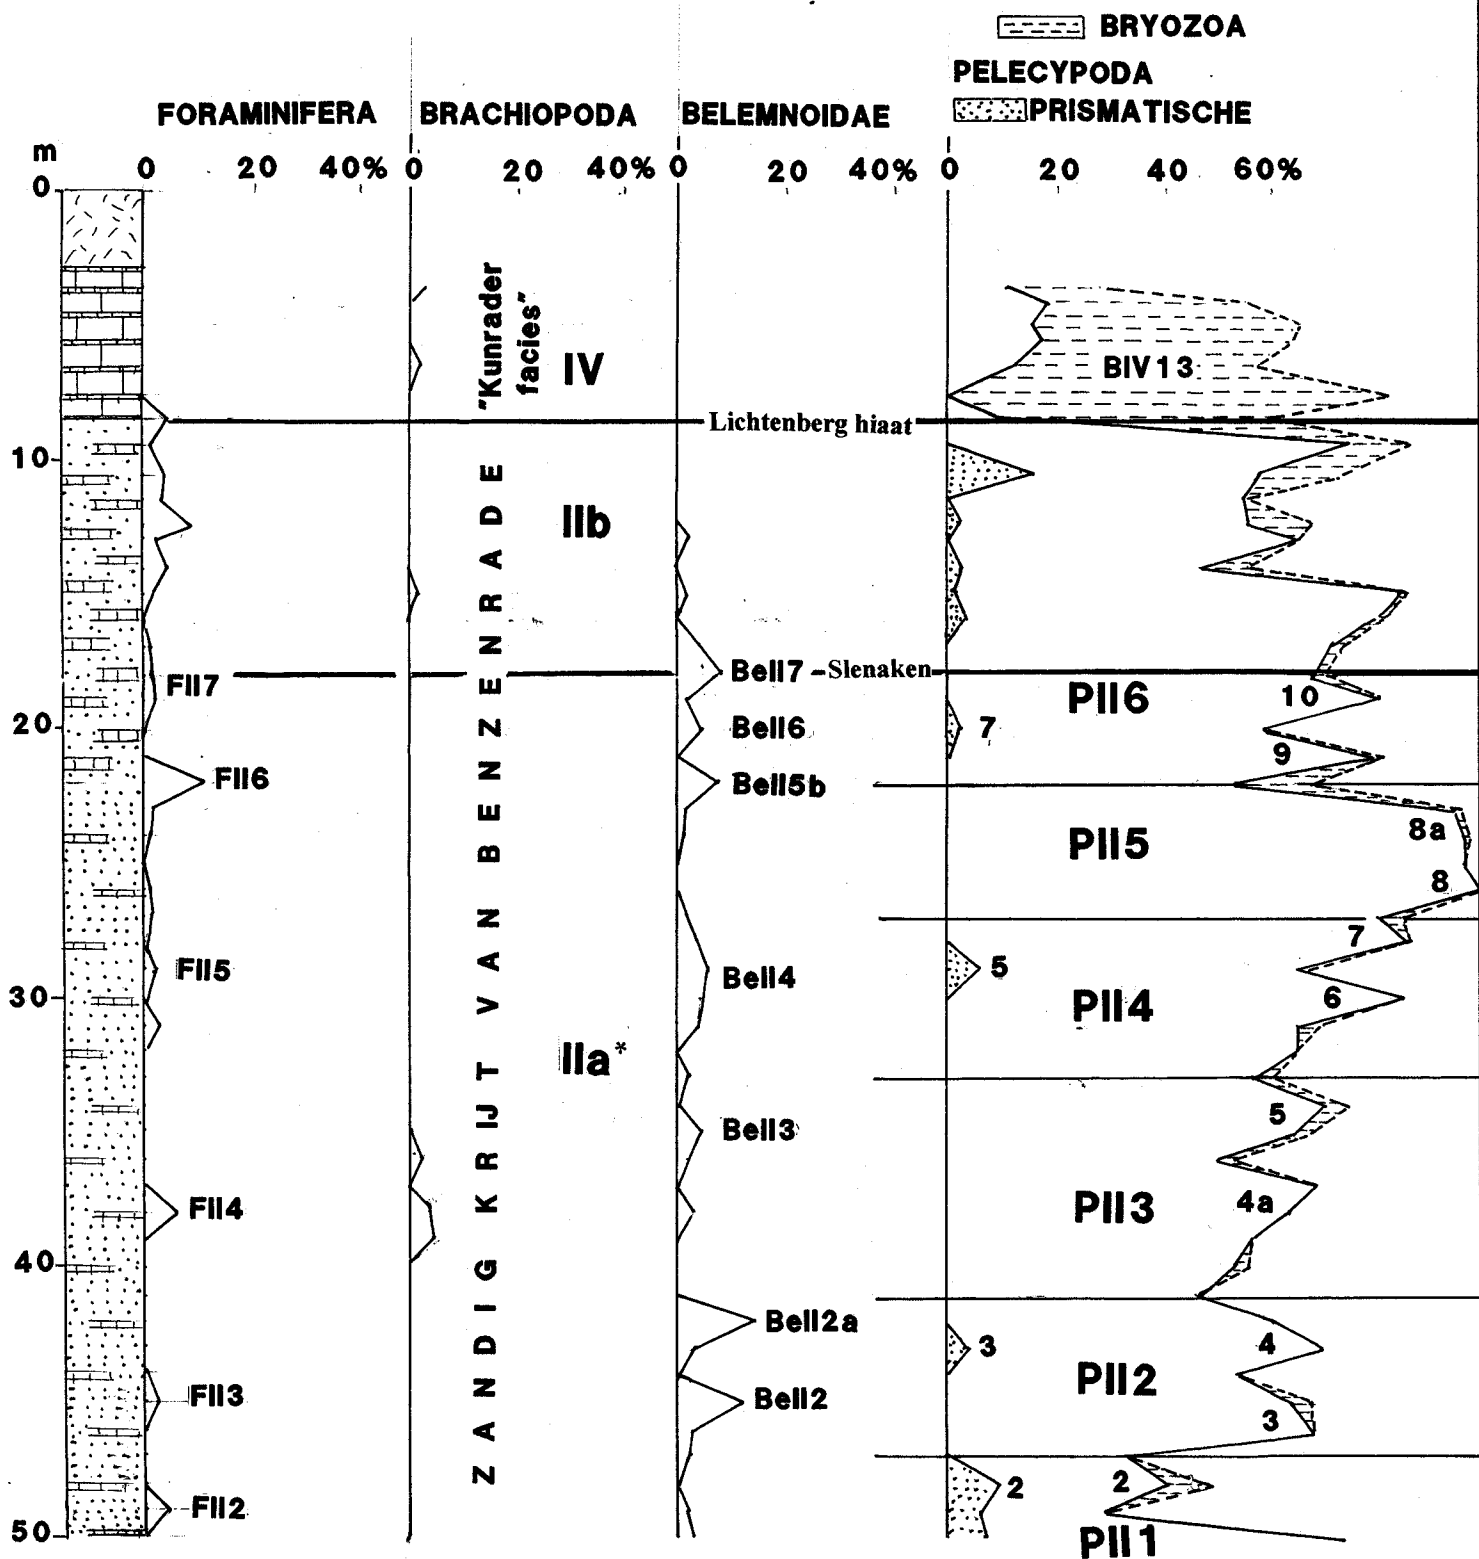 BRYOZOA
PELECYPODA
FORAMINIFERA BRACHIOPODA BELEMNOIDAE PRISMATISCHE
m 0 20 40% 0 20 40% 0 20 40% 0 20 40 60%
0
"Kunrader facies"
IV
BIV13
Lichtenberg hiaat
10
IIb
FII7
BeII7 Slenaken
PII6
10
20
BeII6
7
9
FII6
BeII5b
PII5
8a
8
7
FII5
BeII4
5
30
PII4
6
IIa*
BeII3
5
FII4
PII3
4a
40
BeII2a
3
4
PII2
FII3
BeII2
3
ZANDIG KRIJT VAN BENZENRADE
FII2
2
2
50
PII1